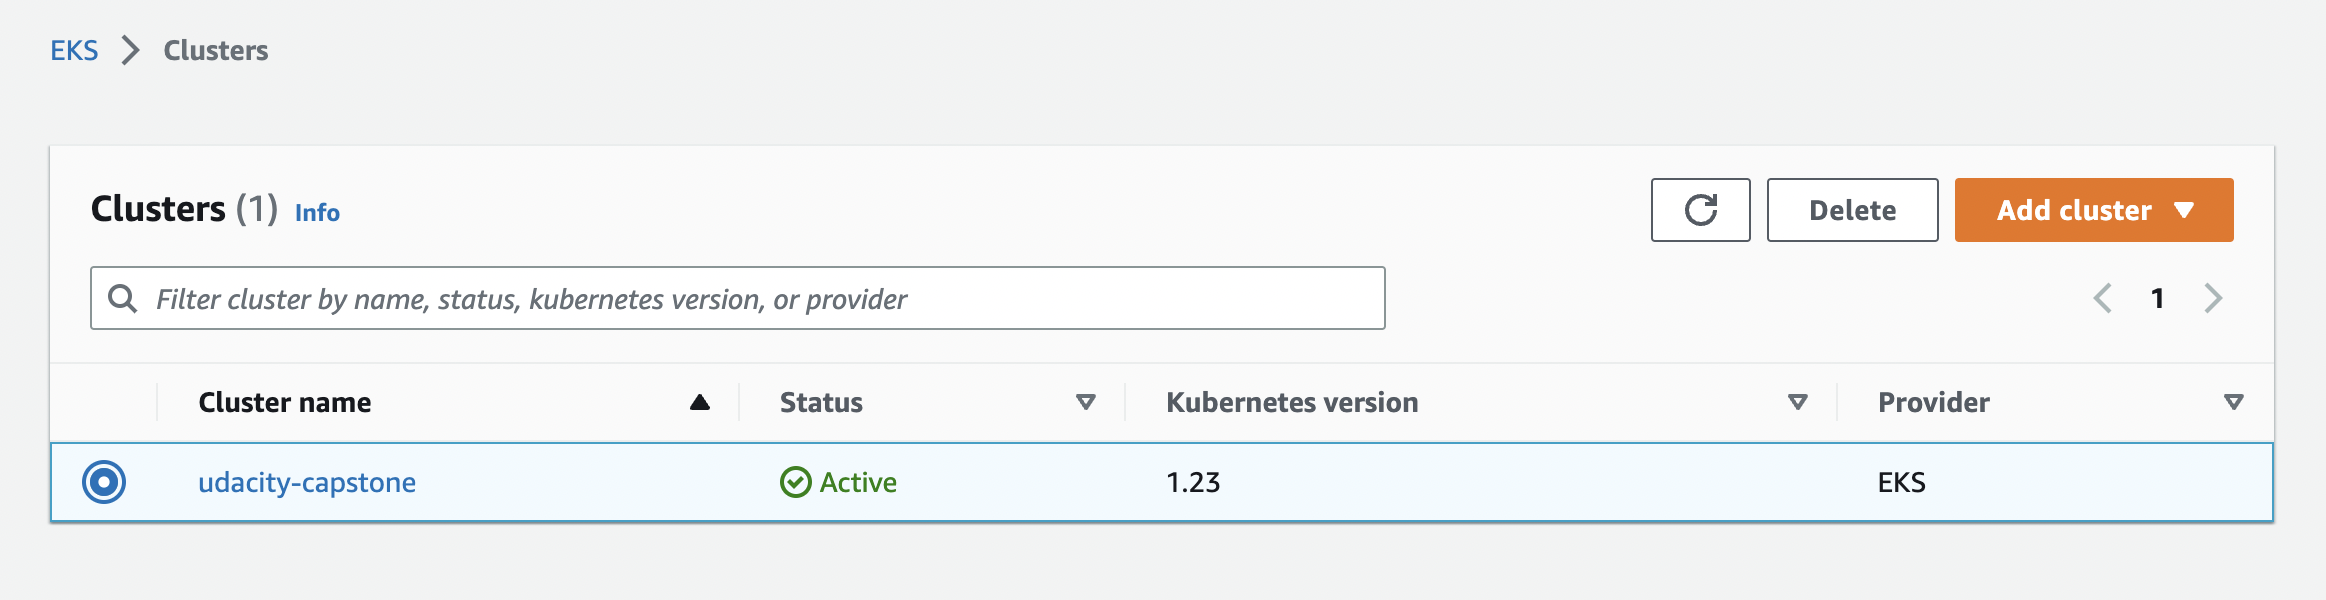 EKS > Clusters
Clusters (1) Info
Delete
Add cluster
Filter cluster by name, status, kubernetes version, or provider
1
Cluster name Status Kubernetes version Provider
udacity-capstone Active 1.23 EKS